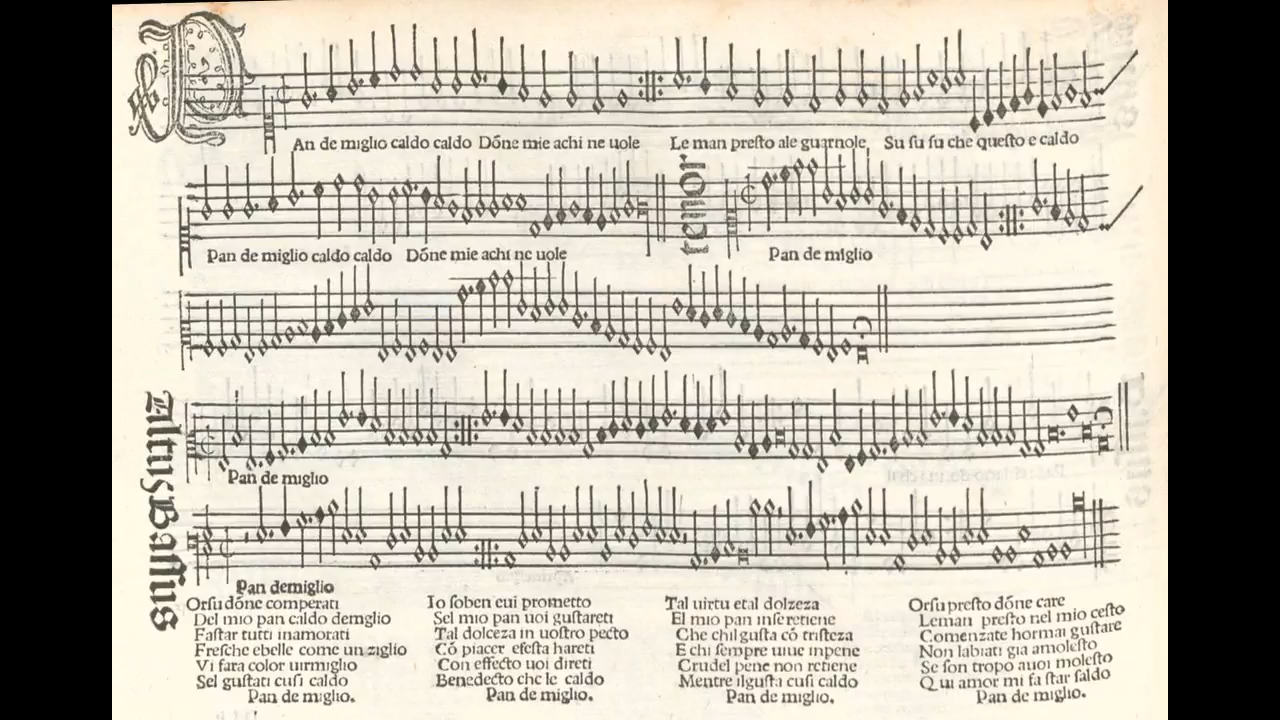 PAn de miglio caldo caldo Dōne mie achi ne uole Le man presto ale guarnole Su su su che questo e caldo
Pan de miglio caldo caldo Dōne mie achi ne uole
tenor
Pan de miglio
Altus
Pan de miglio
Bassus
Pan demiglio
Orsu dōne comperati
Del mio pan caldo demglio
Fastar tutti inamorati
Fresche ebelle come un ziglio
Vi fara color uirmiglio
Sel gustati cusi caldo
Pan de miglio.
Io soben cui prometto
Sel mio pan uoi gustareti
Tal dolceza in uostro pecto
Cō piacer efesta hareti
Con effecto uoi direti
Benedecto che le caldo
Pan de miglio.
Tal uirtu etal dolzeza
El mio pan inseretiene
Che chil gusta cō tristeza
E chi sempre uiue inpene
Crudel pene non retiene
Mentre ilgusta cusi caldo
Pan de miglio.
Orsu presto dōne care
Leman presto nel mio cesto
Comenzate hormai gustare
Non labiati gia amolesto
Se son tropo auoi molesto
Qui amor mi fa star saldo
Pan de miglio.